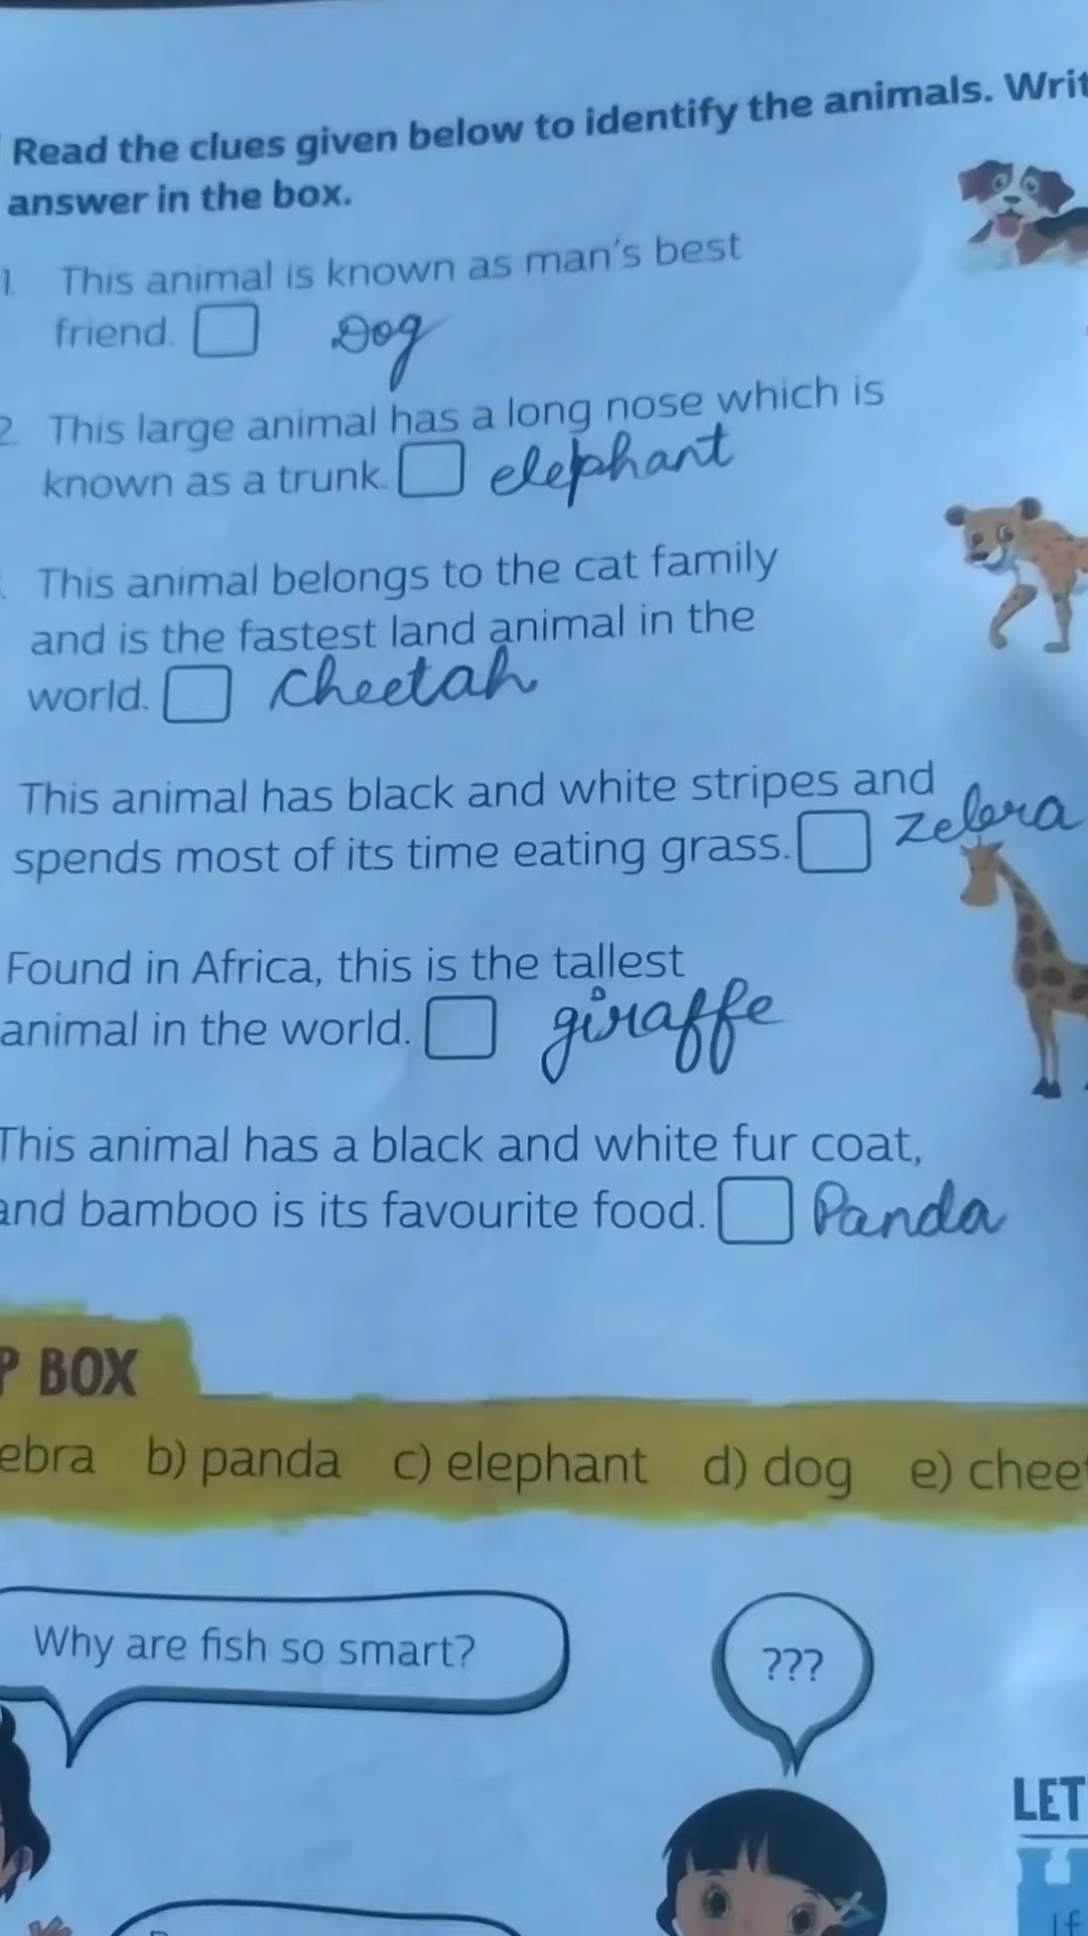 Read the clues given below to identify the animals. Writ
answer in the box.
1. This animal is known as man's best
friend. Dog
2. This large animal has a long nose which is
known as a trunk. elephant
This animal belongs to the cat family
and is the fastest land animal in the
world. Cheetah
This animal has black and white stripes and
spends most of its time eating grass. Zebra
Found in Africa, this is the tallest
animal in the world. giraffe
This animal has a black and white fur coat,
and bamboo is its favourite food. Panda
P BOX
ebra b) panda c) elephant d) dog e) chee
Why are fish so smart?
???
LET
If